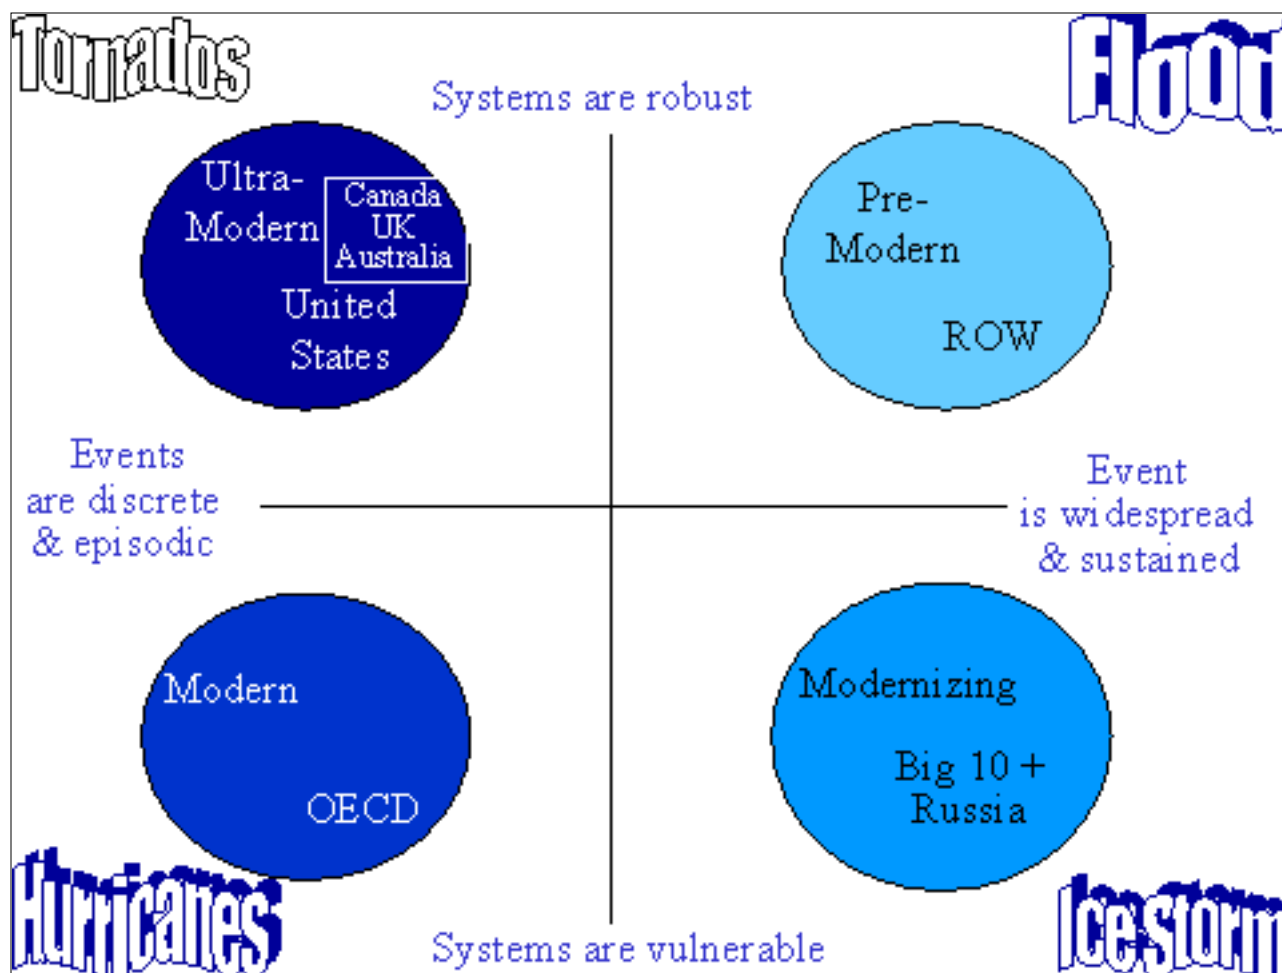 Tornados
Flood
Systems are robust
Ultra-
Modern
Canada
UK
Australia
United
States
Pre-
Modern
ROW
Events
are discrete
& episodic
Event
is widespread
& sustained
Modern
OECD
Modernizing
Big 10 +
Russia
Hurricanes
Ice storm
Systems are vulnerable